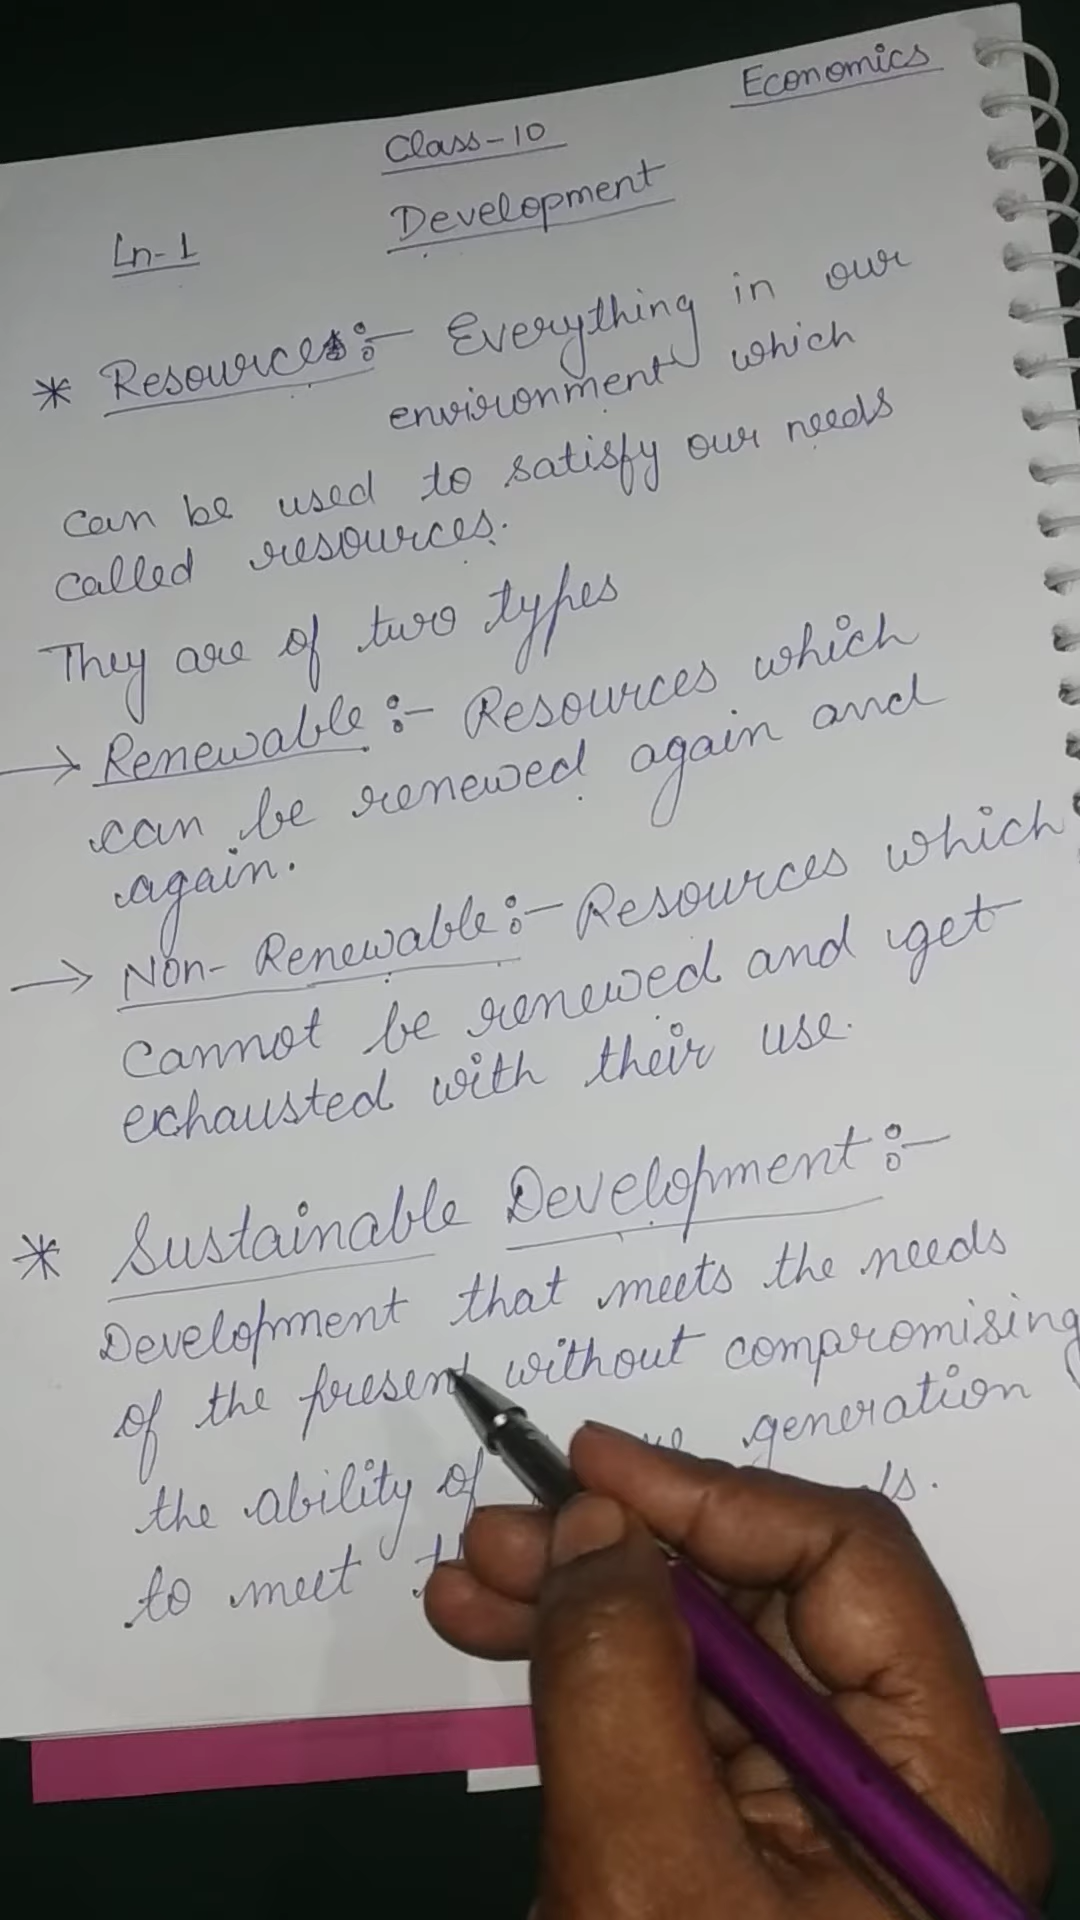 Economics
Class-10
Ln-1 Development
* Resources:- Everything in our
environment which
can be used to satisfy our needs
called resources.
They are of two types
→ Renewable:- Resources which
can be renewed again and
again.
→ Non-Renewable:- Resources which
cannot be renewed and get
exhausted with their use.
* Sustainable Development:-
Development that meets the needs
of the present without compromising
the ability of generation
to meet